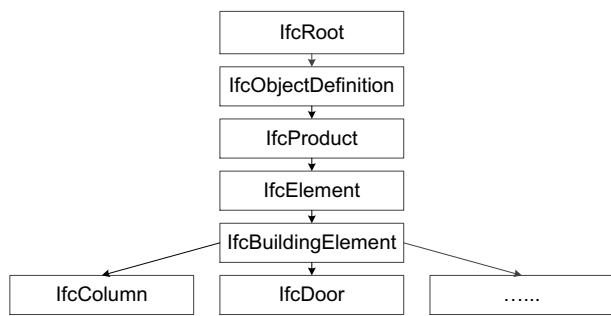 IfcRoot
IfcObjectDefinition
IfcProduct
IfcElement
IfcBuildingElement
IfcColumn
IfcDoor
…...